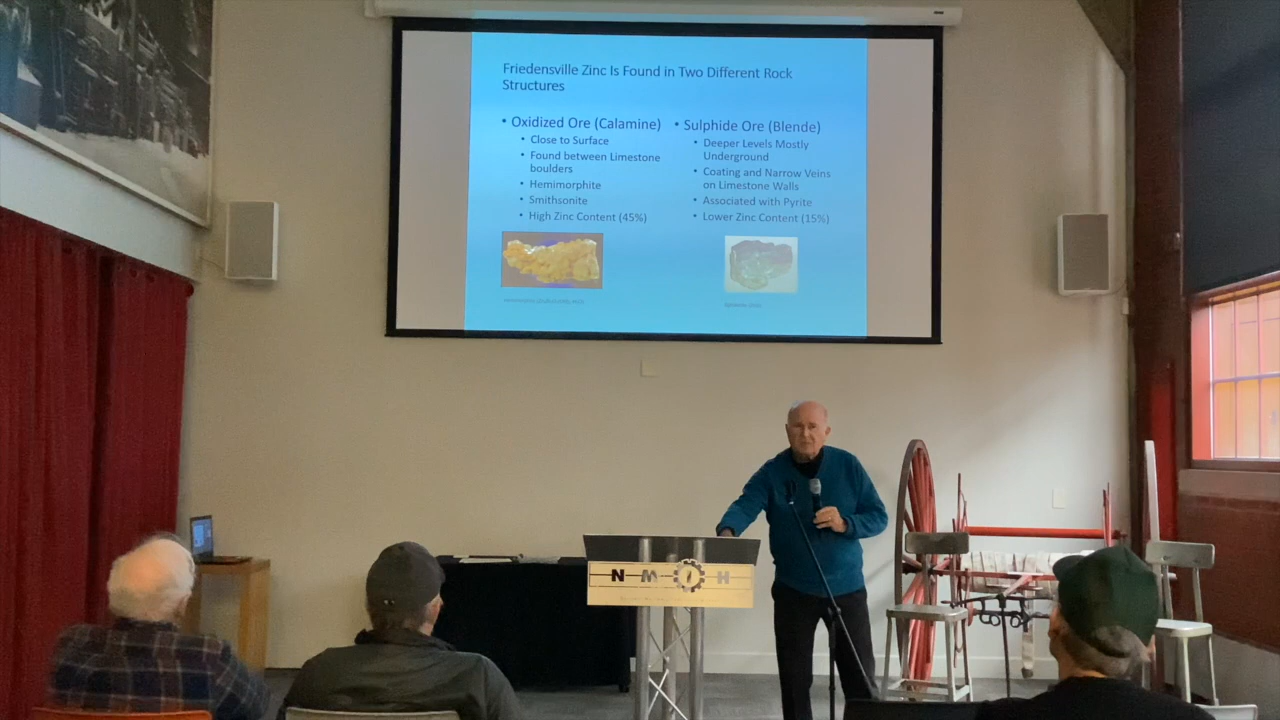 Friedensville Zinc Is Found in Two Different Rock
Structures
• Oxidized Ore (Calamine)
• Close to Surface
• Found between Limestone
boulders
• Hemimorphite
• Smithsonite
• High Zinc Content (45%)
• Sulphide Ore (Blende)
• Deeper Levels Mostly
Underground
• Coating and Narrow Veins
on Limestone Walls
• Associated with Pyrite
• Lower Zinc Content (15%)
NMIH